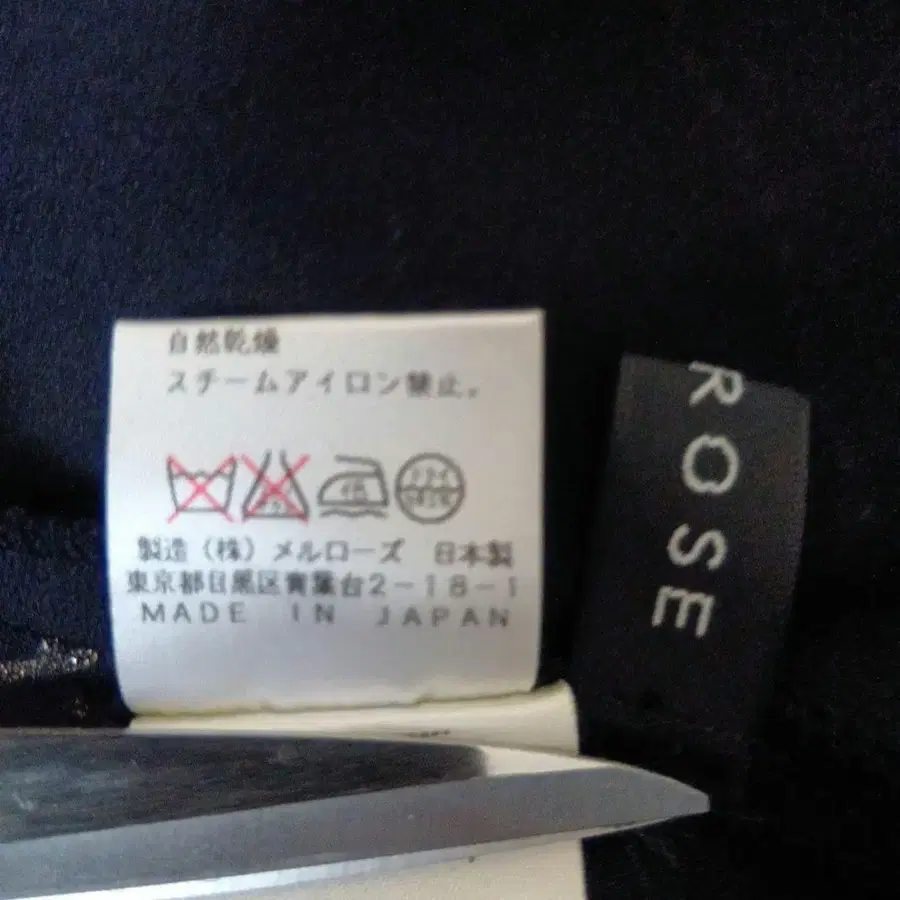 自然乾燥
スチームアイロン禁止。
製造（株）メルローズ 日本製
東京都目黒区青葉台2-18-1
MADE IN JAPAN
ROSE